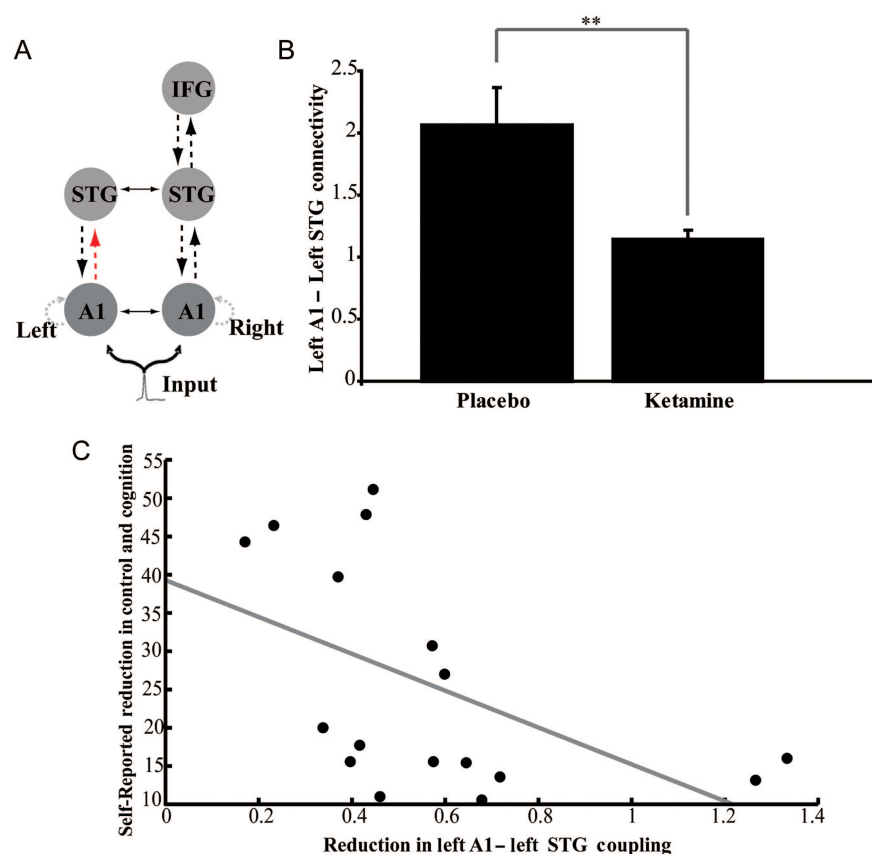 A
IFG
STG
STG
A1
A1
Left
Right
Input
B
**
Left A1 – Left STG connectivity
2.5
2
1.5
1
0.5
0
Placebo
Ketamine
C
Self-Reported reduction in control and cognition
55
50
45
40
35
30
25
20
15
10
0
0.2
0.4
0.6
0.8
1
1.2
1.4
Reduction in left A1 – left STG coupling